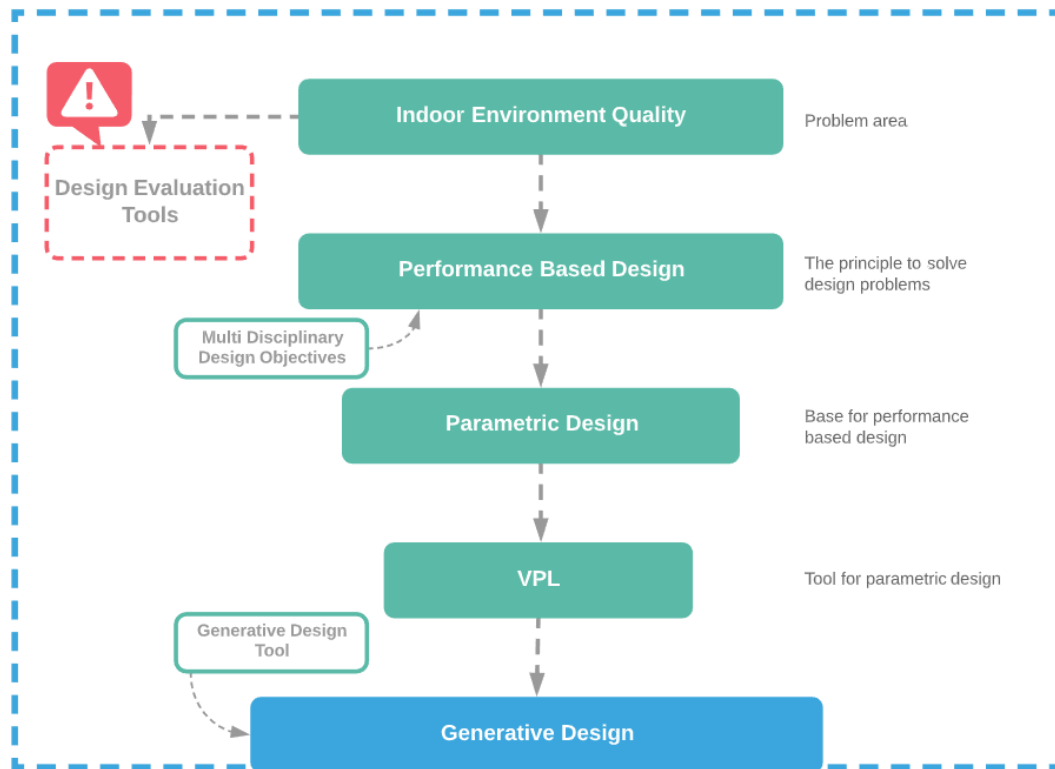 Indoor Environment Quality
Problem area
!
Design Evaluation
Tools
Performance Based Design
The principle to solve
design problems
Multi Disciplinary
Design Objectives
Parametric Design
Base for performance
based design
VPL
Tool for parametric design
Generative Design
Tool
Generative Design